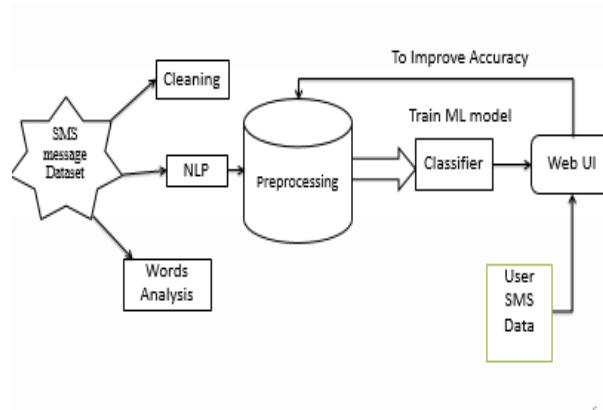 To Improve Accuracy
Cleaning
SMS
message
Dataset
Train ML model
NLP
Preprocessing
Classifier
Web UI
Words
Analysis
User
SMS
Data